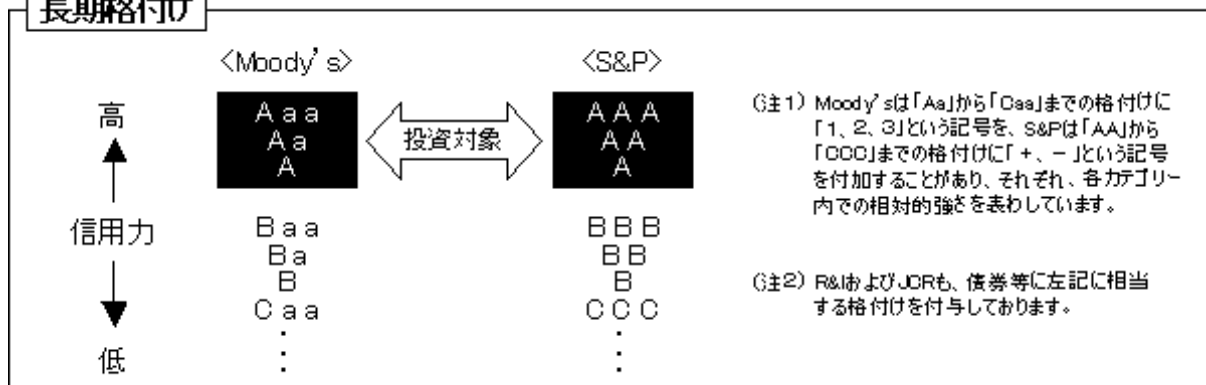 長期格付け
<Moody's>
<S&P>
高
信用力
低
Aaa
Aa
A
投資対象
AAA
AA
A
Baa
Ba
B
Caa
BBB
BB
B
CCC
(注1) Moody'sは「Aa」から「Caa」までの格付けに
「1、2、3」という記号を、S&Pは「AA」から
「CCC」までの格付けに「+、-」という記号
を付加することがあり、それぞれ、各カテゴリー
内での相対的強さを表わしています。
(注2) R&IおよびJCRも、債券等に左記に相当
する格付けを付与しております。